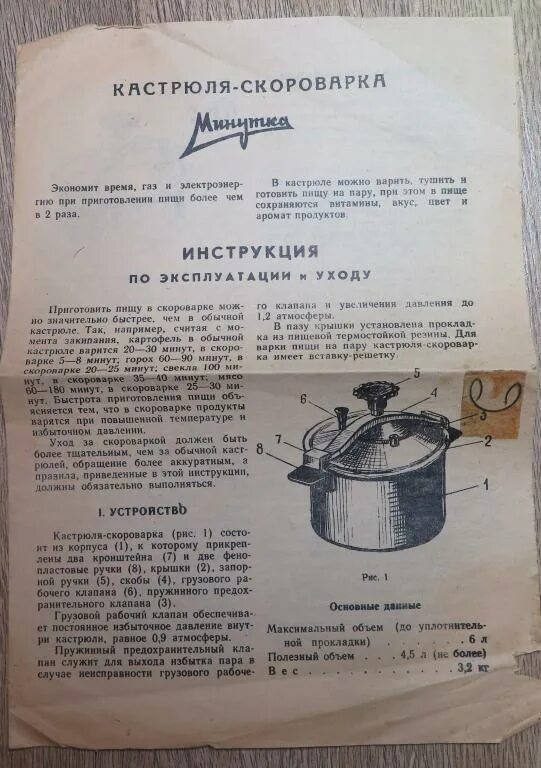 КАСТРЮЛЯ-СКОРОВАРКА
Минутка
Экономит время, газ и электроэнер-
гию при приготовлении пищи более чем
в 2 раза.
В кастрюле можно варить, тушить и
готовить пищу на пару, при этом в пище
сохраняются витамины, вкус, цвет и
аромат продуктов.
ИНСТРУКЦИЯ
ПО ЭКСПЛУАТАЦИИ и УХОДУ
Приготовить пищу в скороварке мож-
но значительно быстрее, чем в обычной
кастрюле. Так, например, считая с мо-
мента закипания, картофель в обычной
кастрюле варится 20—30 минут, в скоро-
варке 5—8 минут; горох 60—90 минут, в
скороварке 20—25 минут; свекла 100 ми-
нут, в скороварке 35—40 минут; мясо
60—180 минут, в скороварке 25—30 ми-
нут. Быстрота приготовления пищи объ-
ясняется тем, что в скороварке продукты
варятся при повышенной температуре и
избыточном давлении.
Уход за скороваркой должен быть
более тщательным, чем за обычной каст-
рюлей, обращение более аккуратным, а
правила, приведенные в этой инструкции,
должны обязательно выполняться.
I. УСТРОЙСТВО
Кастрюля-скороварка (рис. 1) состо-
ит из корпуса (1), к которому прикреп-
лены два кронштейна (7) и две фено-
пластовые ручки (8), крышки (2), запор-
ной ручки (5), скобы (4), грузового ра-
бочего клапана (6), пружинного предох-
ранительного клапана (3).
Грузовой рабочий клапан обеспечива-
ет постоянное избыточное давление внут-
ри кастрюли, равное 0,9 атмосферы.
Пружинный предохранительный кла-
пан служит для выхода избытка пара в
случае неисправности грузового рабоче-
го клапана и увеличения давления до
1,2 атмосферы.
В пазу крышки установлена проклад-
ка из пищевой термостойкой резины. Для
варки пищи на пару кастрюля-сковар-
ка имеет вставку-решетку.
5
4
6
3
7
2
8
1
Рис. 1
Основные данные
Максимальный объем (до уплотнитель-
ной прокладки) . . . . 6 л
Полезный объем . . . 4,5 л (не более)
Вес . . . . . . . . 3,2 кг